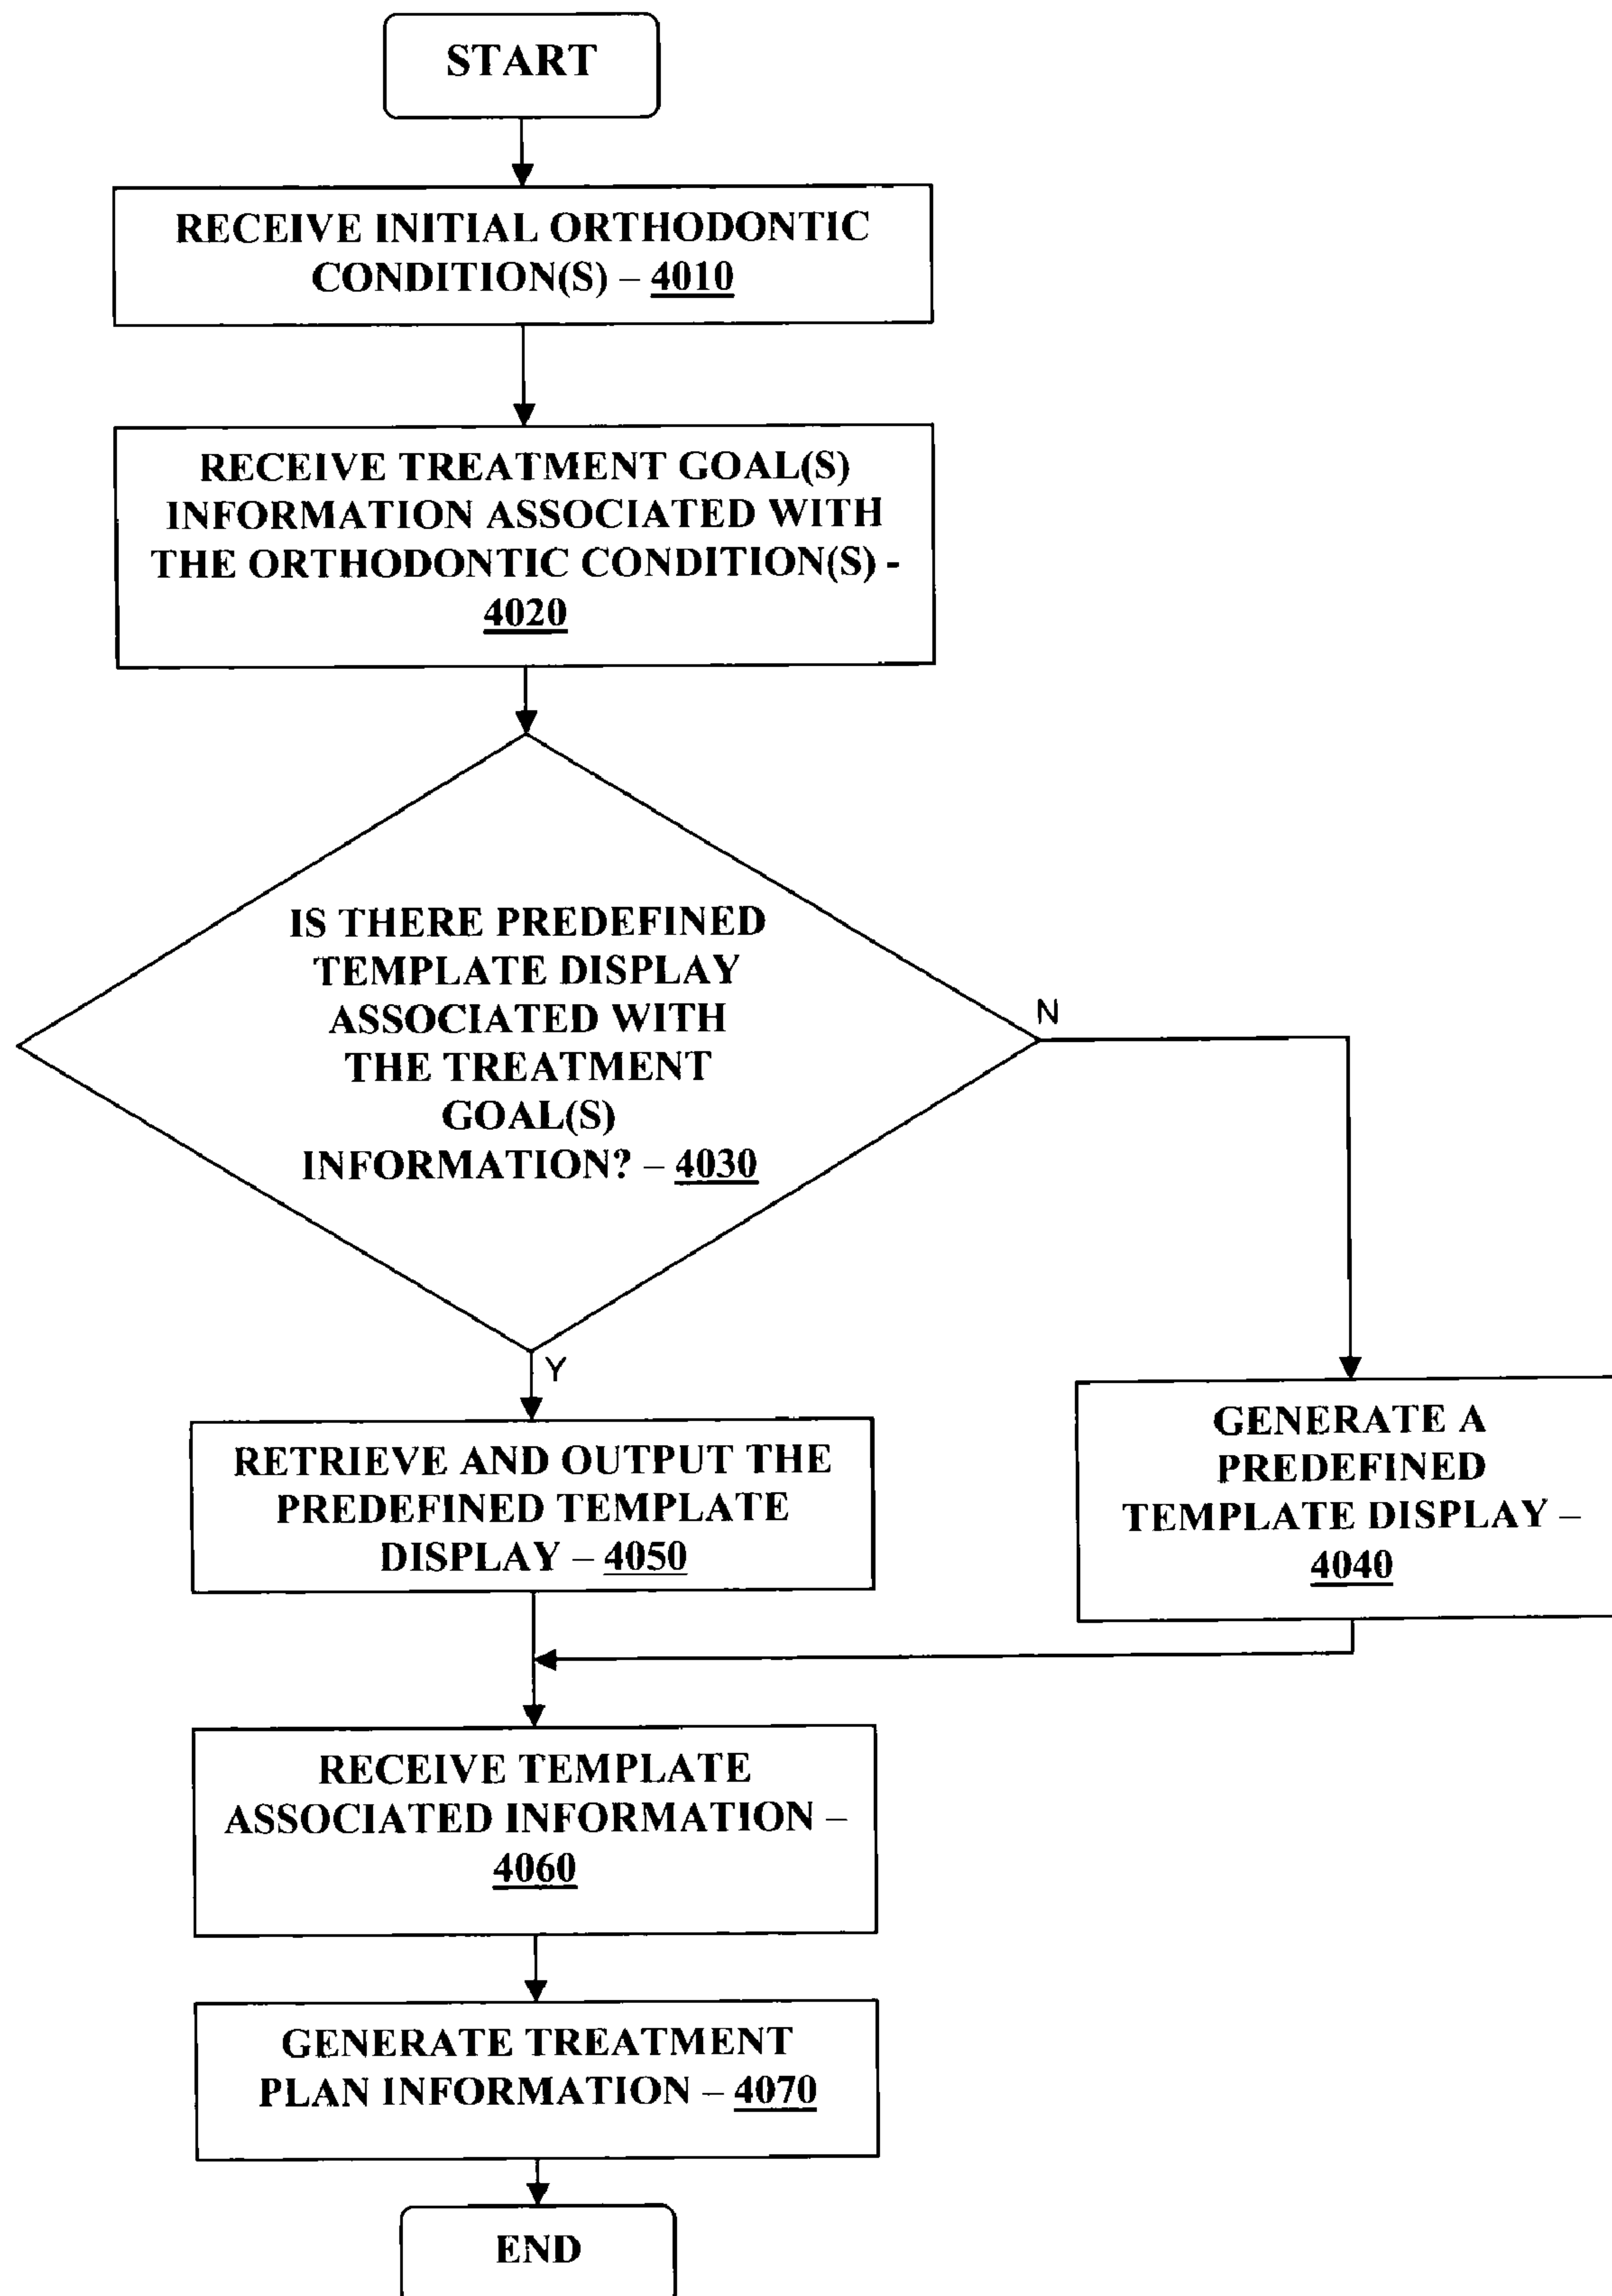 START
RECEIVE INITIAL ORTHODONTIC
CONDITION(S) – 4010
RECEIVE TREATMENT GOAL(S)
INFORMATION ASSOCIATED WITH
THE ORTHODONTIC CONDITION(S) -
4020
IS THERE PREDEFINED
TEMPLATE DISPLAY
ASSOCIATED WITH
THE TREATMENT
GOAL(S)
INFORMATION? – 4030
N
Y
RETRIEVE AND OUTPUT THE
PREDEFINED TEMPLATE
DISPLAY – 4050
GENERATE A
PREDEFINED
TEMPLATE DISPLAY –
4040
RECEIVE TEMPLATE
ASSOCIATED INFORMATION –
4060
GENERATE TREATMENT
PLAN INFORMATION – 4070
END